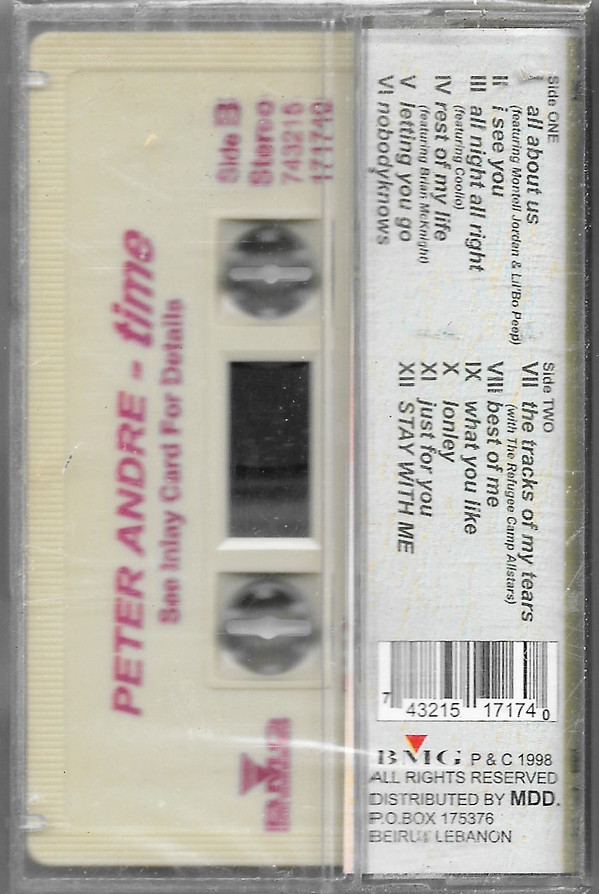 Side B
Stereo
743215
171740
PETER ANDRE - time
See Inlay Card For Details
BMG
Side ONE
I all about us
(featuring Montell Jordan & Lil'Bo Peep)
II i see you
III all night all right
(featuring Coolio)
IV rest of my life
(featuring Brian McKnight)
V letting you go
VI nobodyknows
Side TWO
VII the tracks of my tears
(with The Refugee Camp Allstars)
VIII best of me
IX what you like
X lonley
XI just for you
XII STAY WITH ME
7 43215 17174 0
BMG P & C 1998
ALL RIGHTS RESERVED
DISTRIBUTED BY MDD.
P.O.BOX 175376
BEIRUT LEBANON